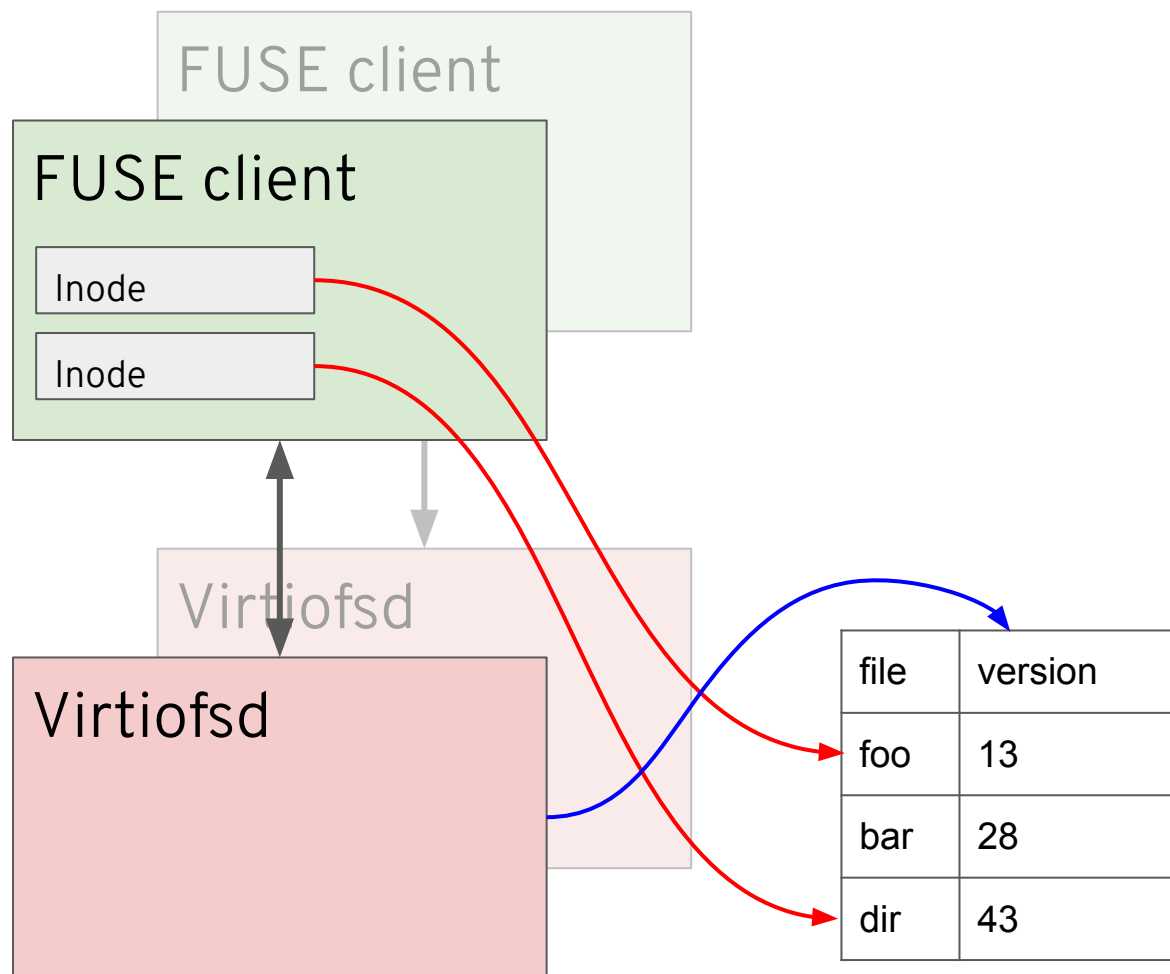 FUSE client
FUSE client
Inode
Inode
Virtiofsd
Virtiofsd
file version
foo 13
bar 28
dir 43